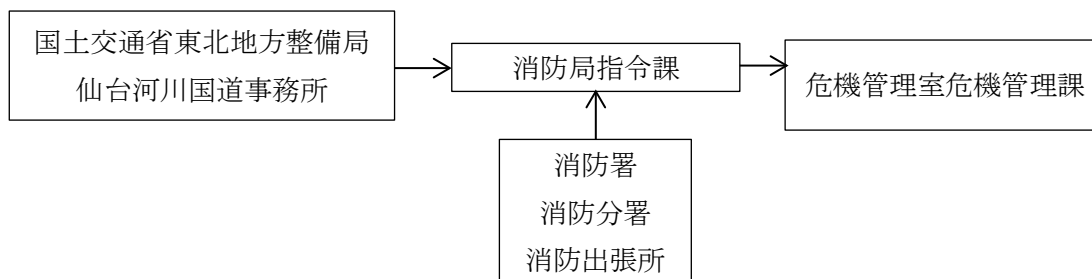 国土交通省東北地方整備局
仙台河川国道事務所
消防局指令課
危機管理室危機管理課
消防署
消防分署
消防出張所